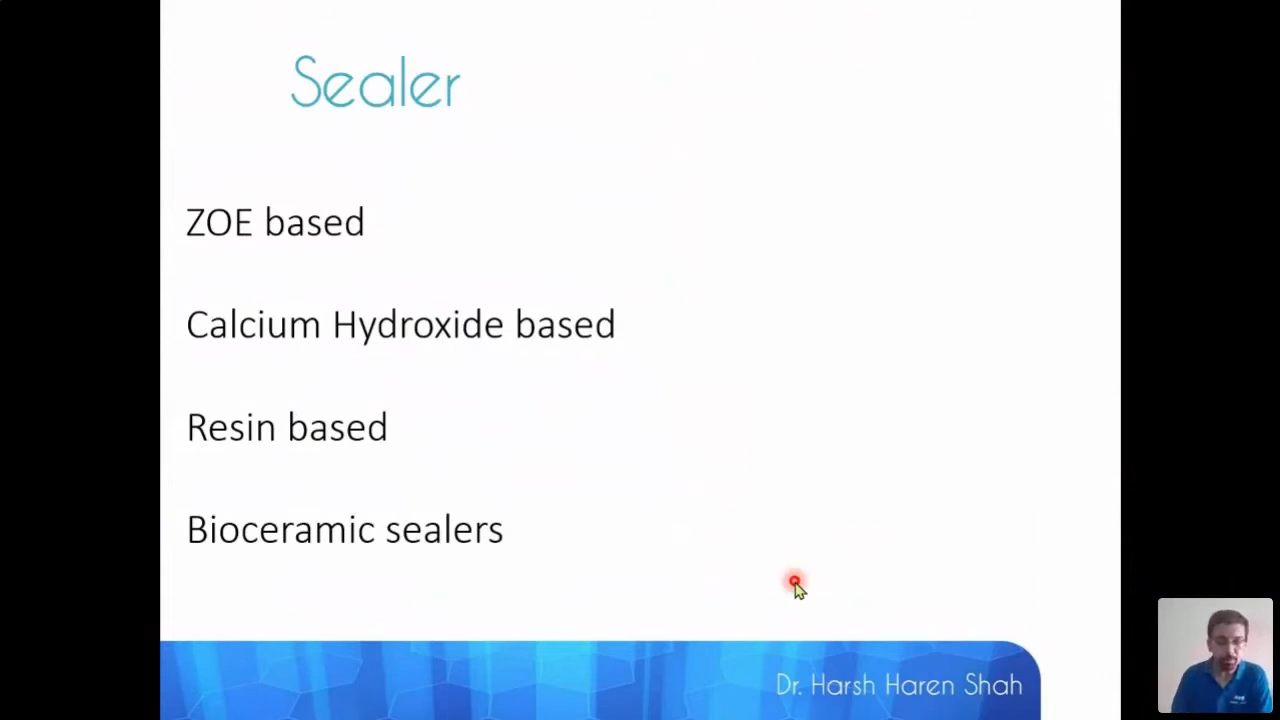 Sealer
ZOE based
Calcium Hydroxide based
Resin based
Bioceramic sealers
Dr. Harsh Haren Shah